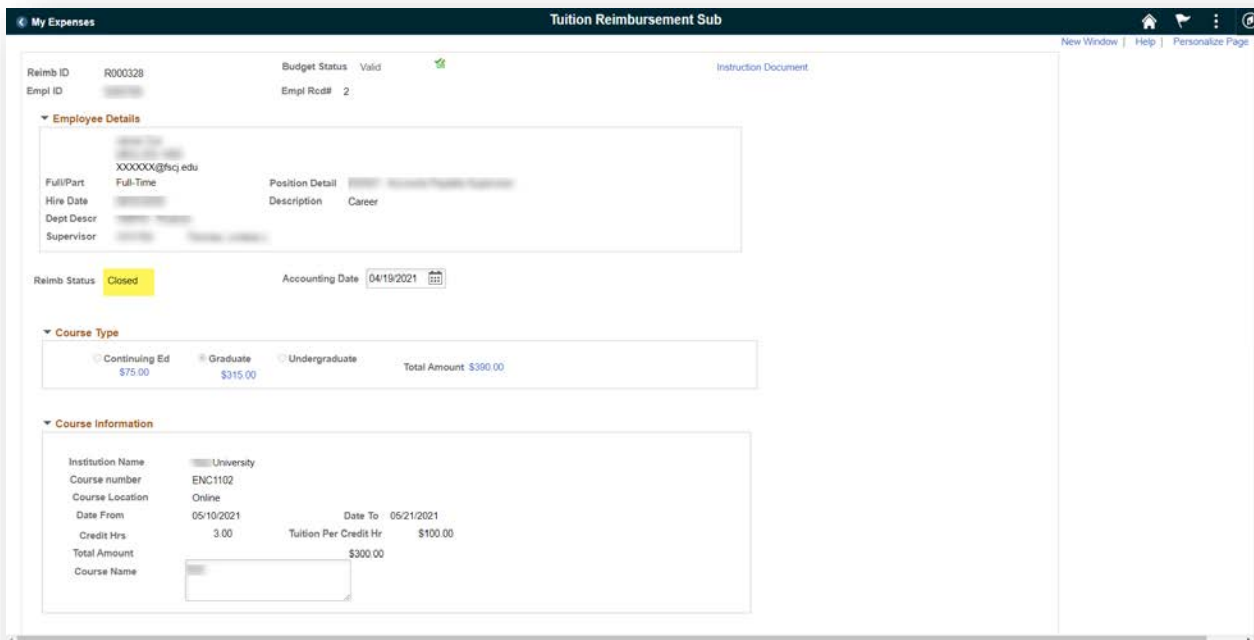 My Expenses
Tuition Reimbursement Sub
New Window | Help | Personalize Page
Reimb ID R000328 Budget Status Valid Instruction Document
Empl ID Empl Rcd# 2
Employee Details
XXXXXX@fscj.edu
Full/Part Full-Time Position Detail
Hire Date Description Career
Dept Descr
Supervisor
Reimb Status Closed Accounting Date 04/19/2021
Course Type
Continuing Ed Graduate Undergraduate
$75.00 $315.00 Total Amount $390.00
Course Information
Institution Name University
Course number ENC1102
Course Location Online
Date From 05/10/2021 Date To 05/21/2021
Credit Hrs 3.00 Tuition Per Credit Hr $100.00
Total Amount $300.00
Course Name